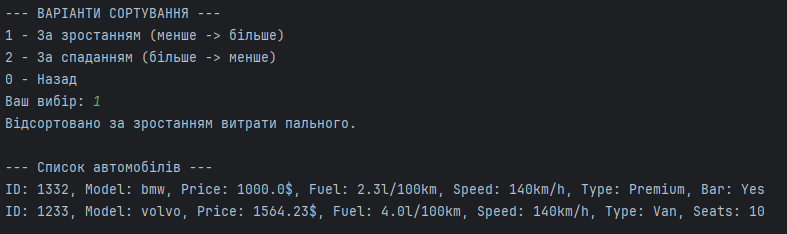 --- ВАРІАНТИ СОРТУВАННЯ ---
1 - За зростанням (менше -> більше)
2 - За спаданням (більше -> менше)
0 - Назад
Ваш вибір: 1
Відсортовано за зростанням витрати пального.
--- Список автомобілів ---
ID: 1332, Model: bmw, Price: 1000.0$, Fuel: 2.3l/100km, Speed: 140km/h, Type: Premium, Bar: Yes
ID: 1233, Model: volvo, Price: 1564.23$, Fuel: 4.0l/100km, Speed: 140km/h, Type: Van, Seats: 10